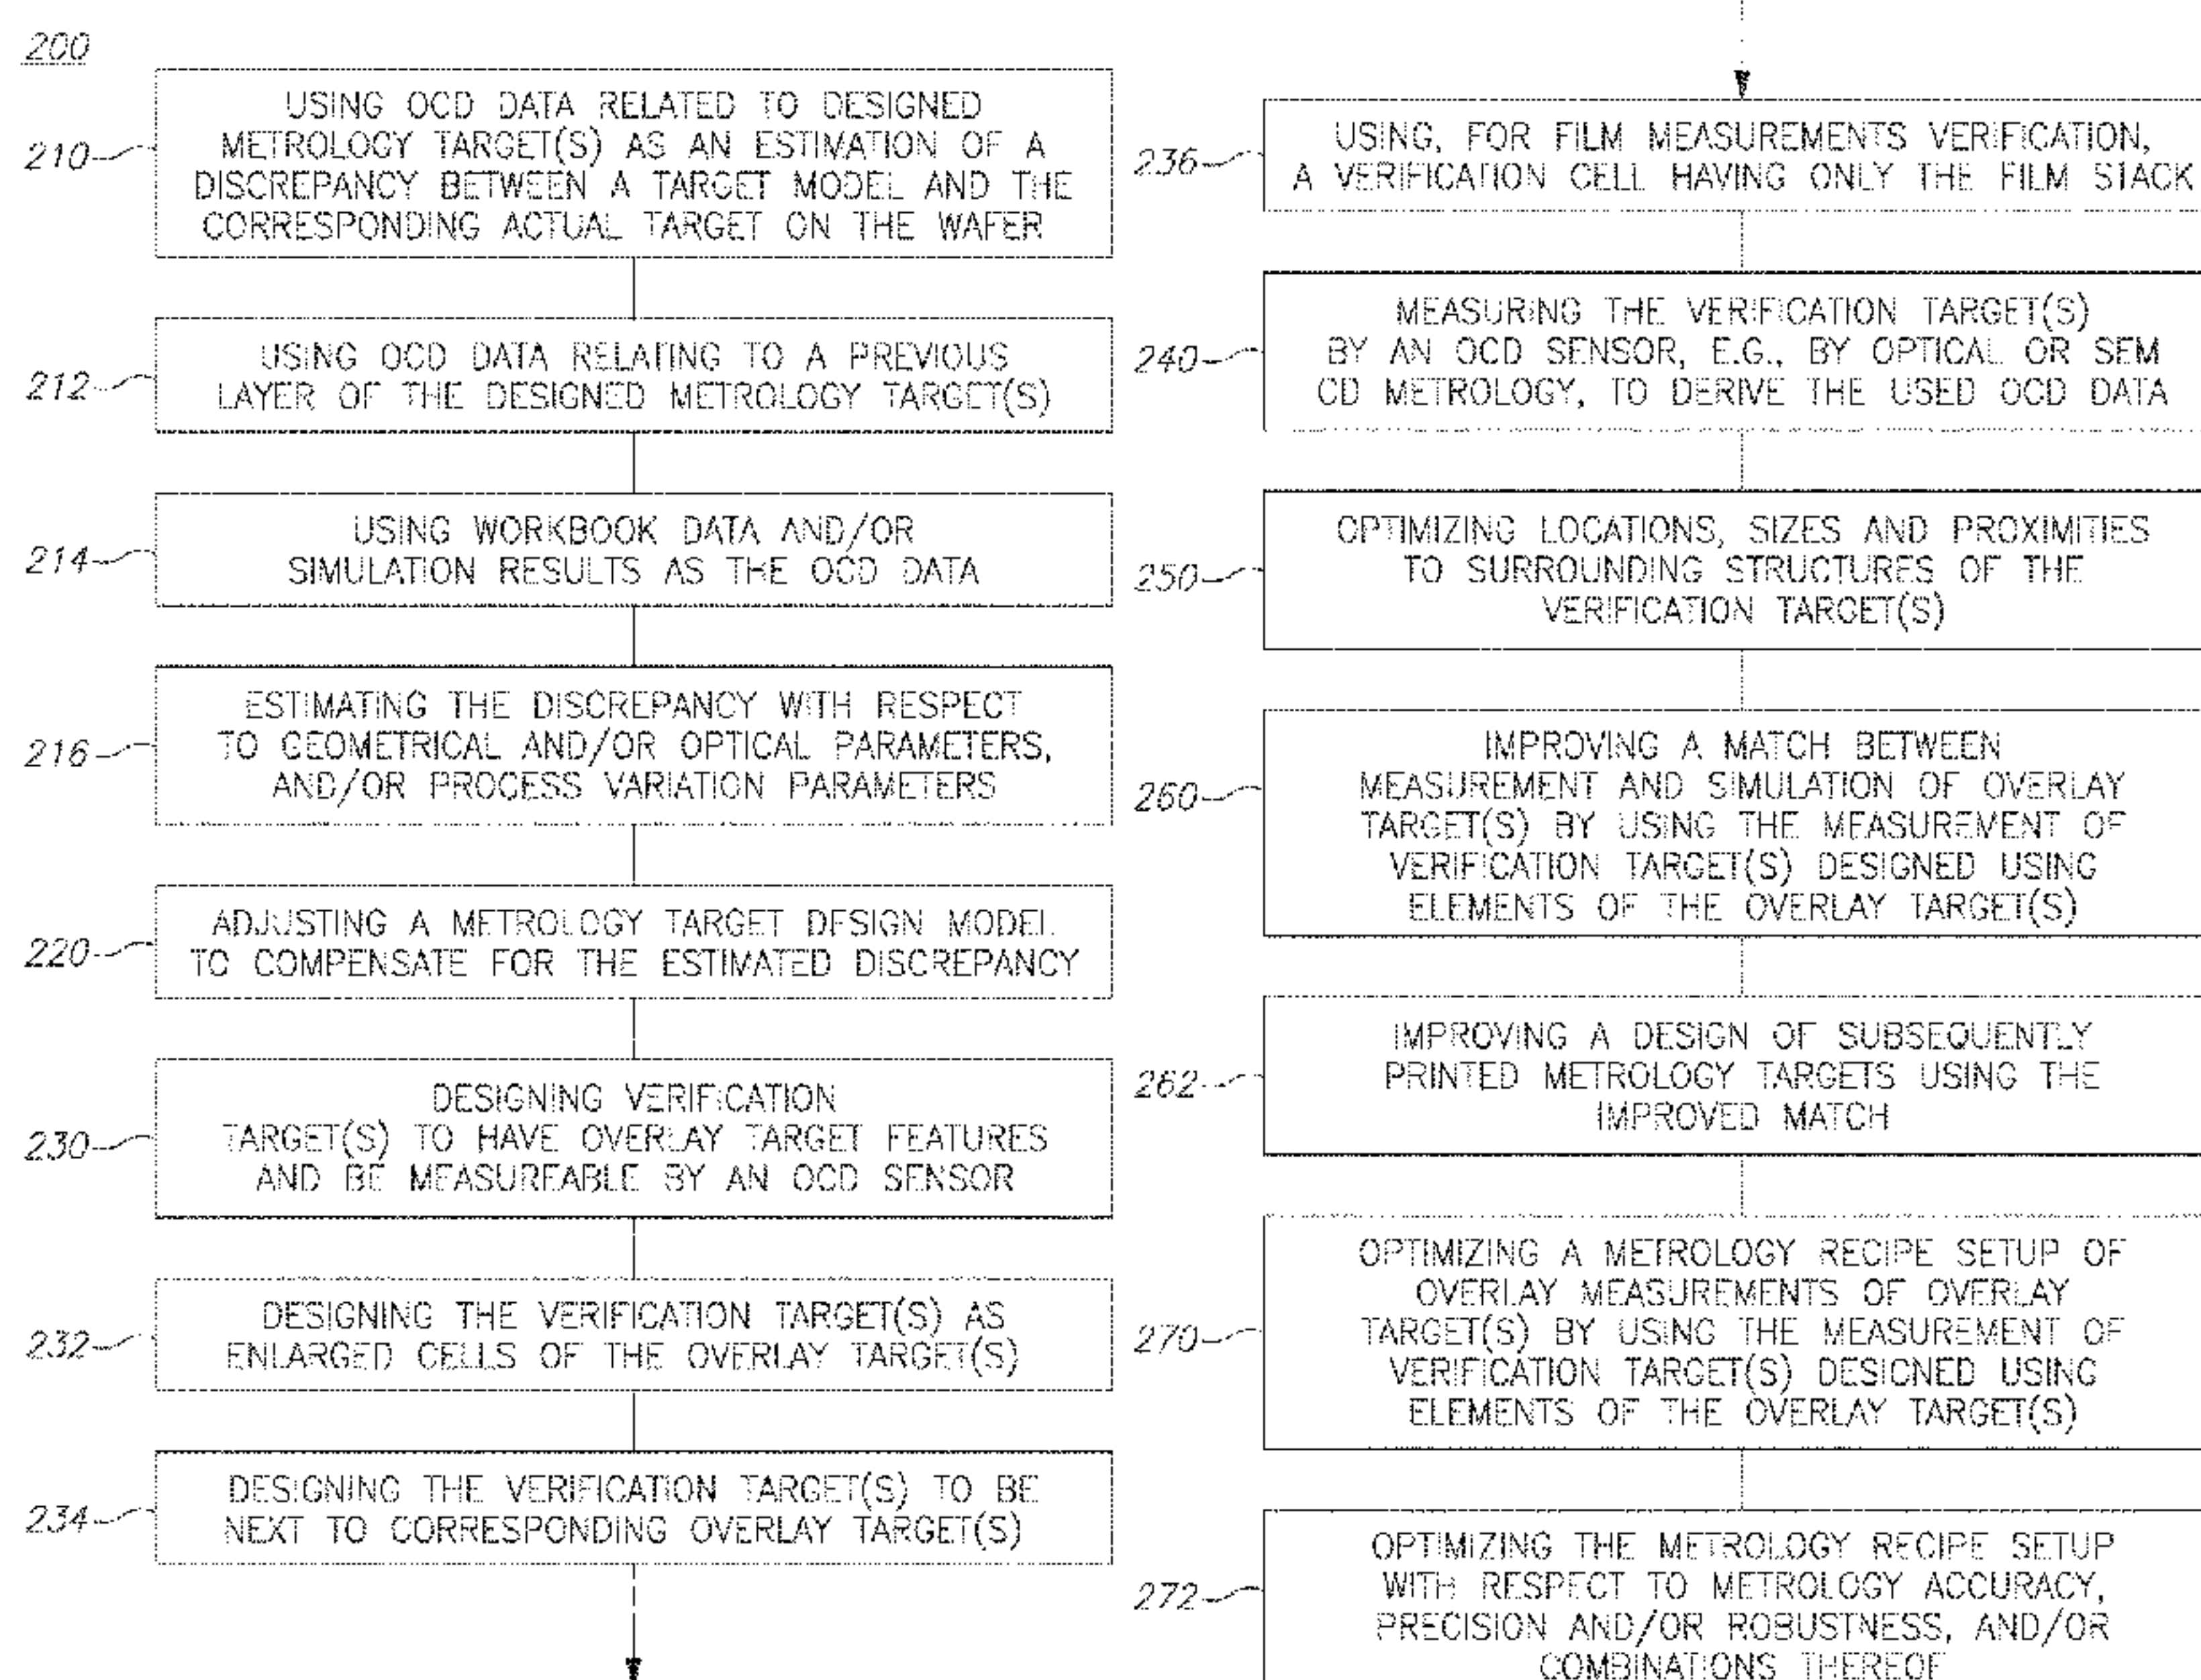 200
210
USING OCD DATA RELATED TO DESIGNED
METROLOGY TARGET(S) AS AN ESTIMATION OF A
DISCREPANCY BETWEEN A TARGET MODEL AND THE
CORRESPONDING ACTUAL TARGET ON THE WAFER
212
USING OCD DATA RELATING TO A PREVIOUS
LAYER OF THE DESIGNED METROLOGY TARGET(S)
214
USING WORKBOOK DATA AND/OR
SIMULATION RESULTS AS THE OCD DATA
216
ESTIMATING THE DISCREPANCY WITH RESPECT
TO GEOMETRICAL AND/OR OPTICAL PARAMETERS,
AND/OR PROCESS VARIATION PARAMETERS
220
ADJUSTING A METROLOGY TARGET DESIGN MODEL
TO COMPENSATE FOR THE ESTIMATED DISCREPANCY
230
DESIGNING VERIFICATION
TARGET(S) TO HAVE OVERLAY TARGET FEATURES
AND BE MEASUREABLE BY AN OCD SENSOR
232
DESIGNING THE VERIFICATION TARGET(S) AS
ENLARGED CELLS OF THE OVERLAY TARGET(S)
234
DESIGNING THE VERIFICATION TARGET(S) TO BE
NEXT TO CORRESPONDING OVERLAY TARGET(S)
236
USING, FOR FILM MEASUREMENTS VERIFICATION,
A VERIFICATION CELL HAVING ONLY THE FILM STACK
240
MEASURING THE VERIFICATION TARGET(S)
BY AN OCD SENSOR, E.G., BY OPTICAL OR SEM
CD METROLOGY, TO DERIVE THE USED OCD DATA
250
OPTIMIZING LOCATIONS, SIZES AND PROXIMITIES
TO SURROUNDING STRUCTURES OF THE
VERIFICATION TARGET(S)
260
IMPROVING A MATCH BETWEEN
MEASUREMENT AND SIMULATION OF OVERLAY
TARGET(S) BY USING THE MEASUREMENT OF
VERIFICATION TARGET(S) DESIGNED USING
ELEMENTS OF THE OVERLAY TARGET(S)
262
IMPROVING A DESIGN OF SUBSEQUENTLY
PRINTED METROLOGY TARGETS USING THE
IMPROVED MATCH
270
OPTIMIZING A METROLOGY RECIPE SETUP OF
OVERLAY MEASUREMENTS OF OVERLAY
TARGET(S) BY USING THE MEASUREMENT OF
VERIFICATION TARGET(S) DESIGNED USING
ELEMENTS OF THE OVERLAY TARGET(S)
272
OPTIMIZING THE METROLOGY RECIPE SETUP
WITH RESPECT TO METROLOGY ACCURACY,
PRECISION AND/OR ROBUSTNESS, AND/OR
COMBINATIONS THEREOF